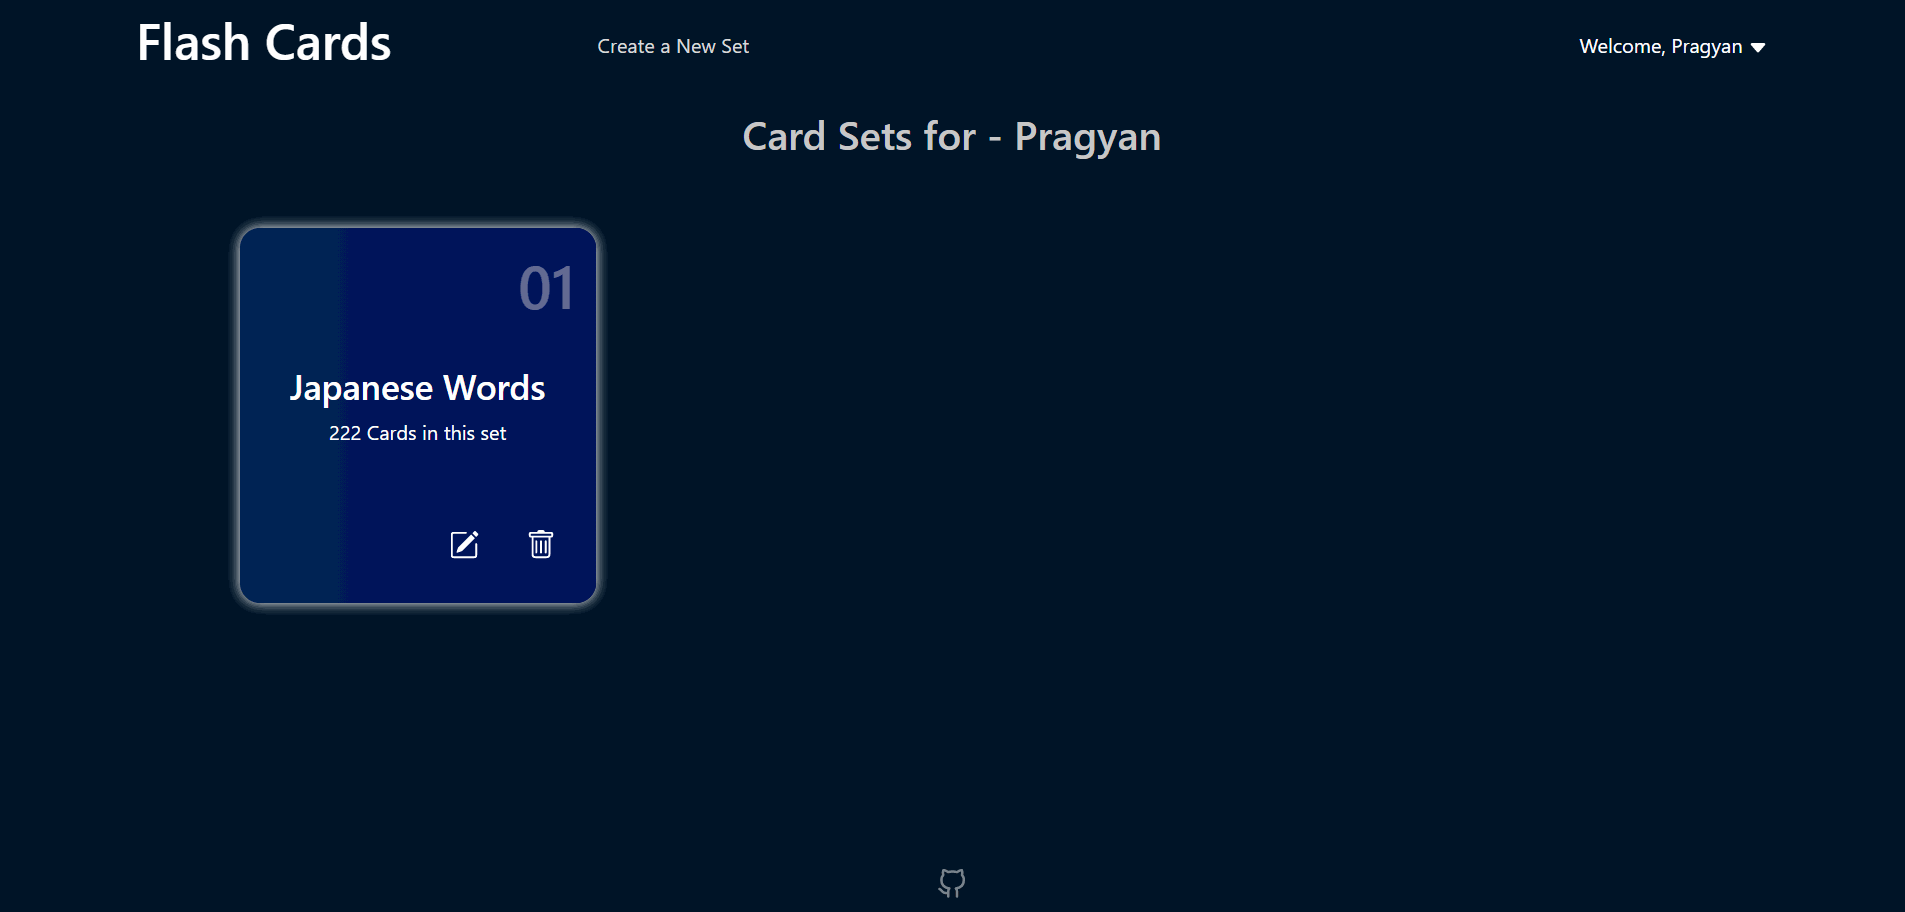 Flash Cards
Create a New Set
Welcome, Pragyan
Card Sets for - Pragyan
01
Japanese Words
222 Cards in this set